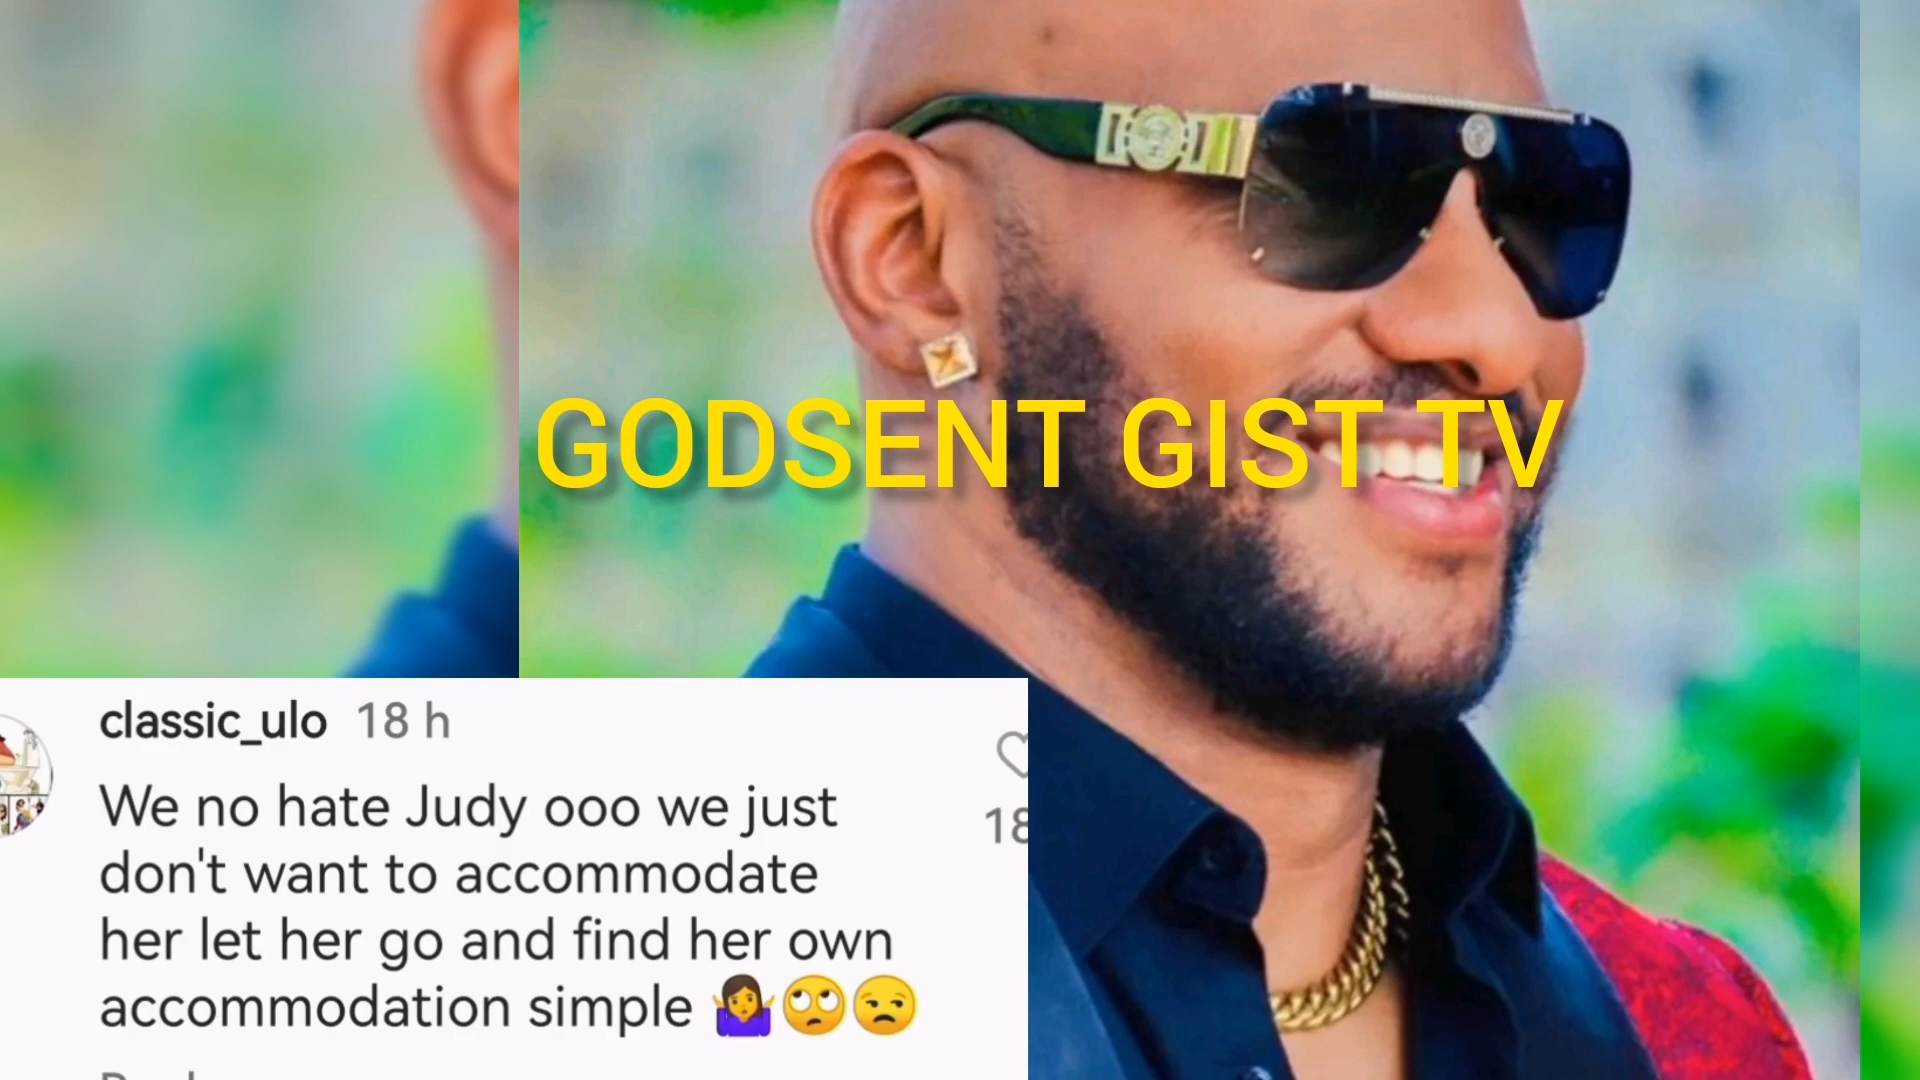 GODSENT GIST TV
classic_ulo 18 h
We no hate Judy ooo we just
don't want to accommodate
her let her go and find her own
accommodation simple 🤷‍♀️🙄😒